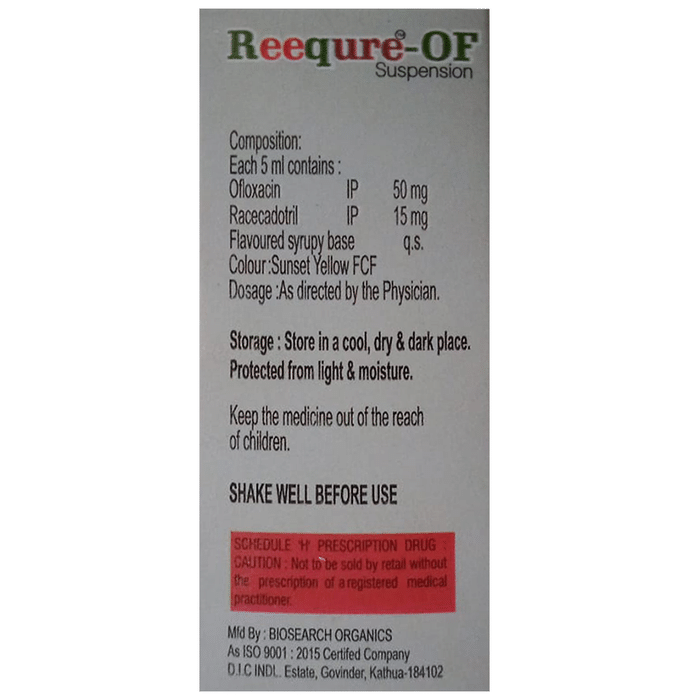 Reequre™-OF
Suspension
Composition:
Each 5 ml contains :
Ofloxacin IP 50 mg
Racecadotril IP 15 mg
Flavoured syrupy base q.s.
Colour :Sunset Yellow FCF
Dosage :As directed by the Physician.
Storage : Store in a cool, dry & dark place.
Protected from light & moisture.
Keep the medicine out of the reach
of children.
SHAKE WELL BEFORE USE
SCHEDULE 'H' PRESCRIPTION DRUG :
CAUTION : Not to be sold by retail without
the prescription of a registered medical
practitioner.
Mfd By : BIOSEARCH ORGANICS
As ISO 9001 : 2015 Certifed Company
D.I.C INDL. Estate, Govinder, Kathua-184102